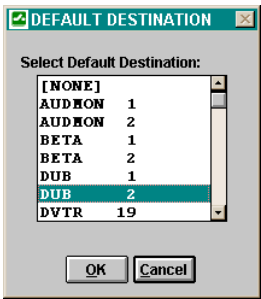 DEFAULT DESTINATION
Select Default Destination:
[NONE]
AUDMON 1
AUDMON 2
BETA 1
BETA 2
DUB 1
DUB 2
DVTR 19
OK Cancel